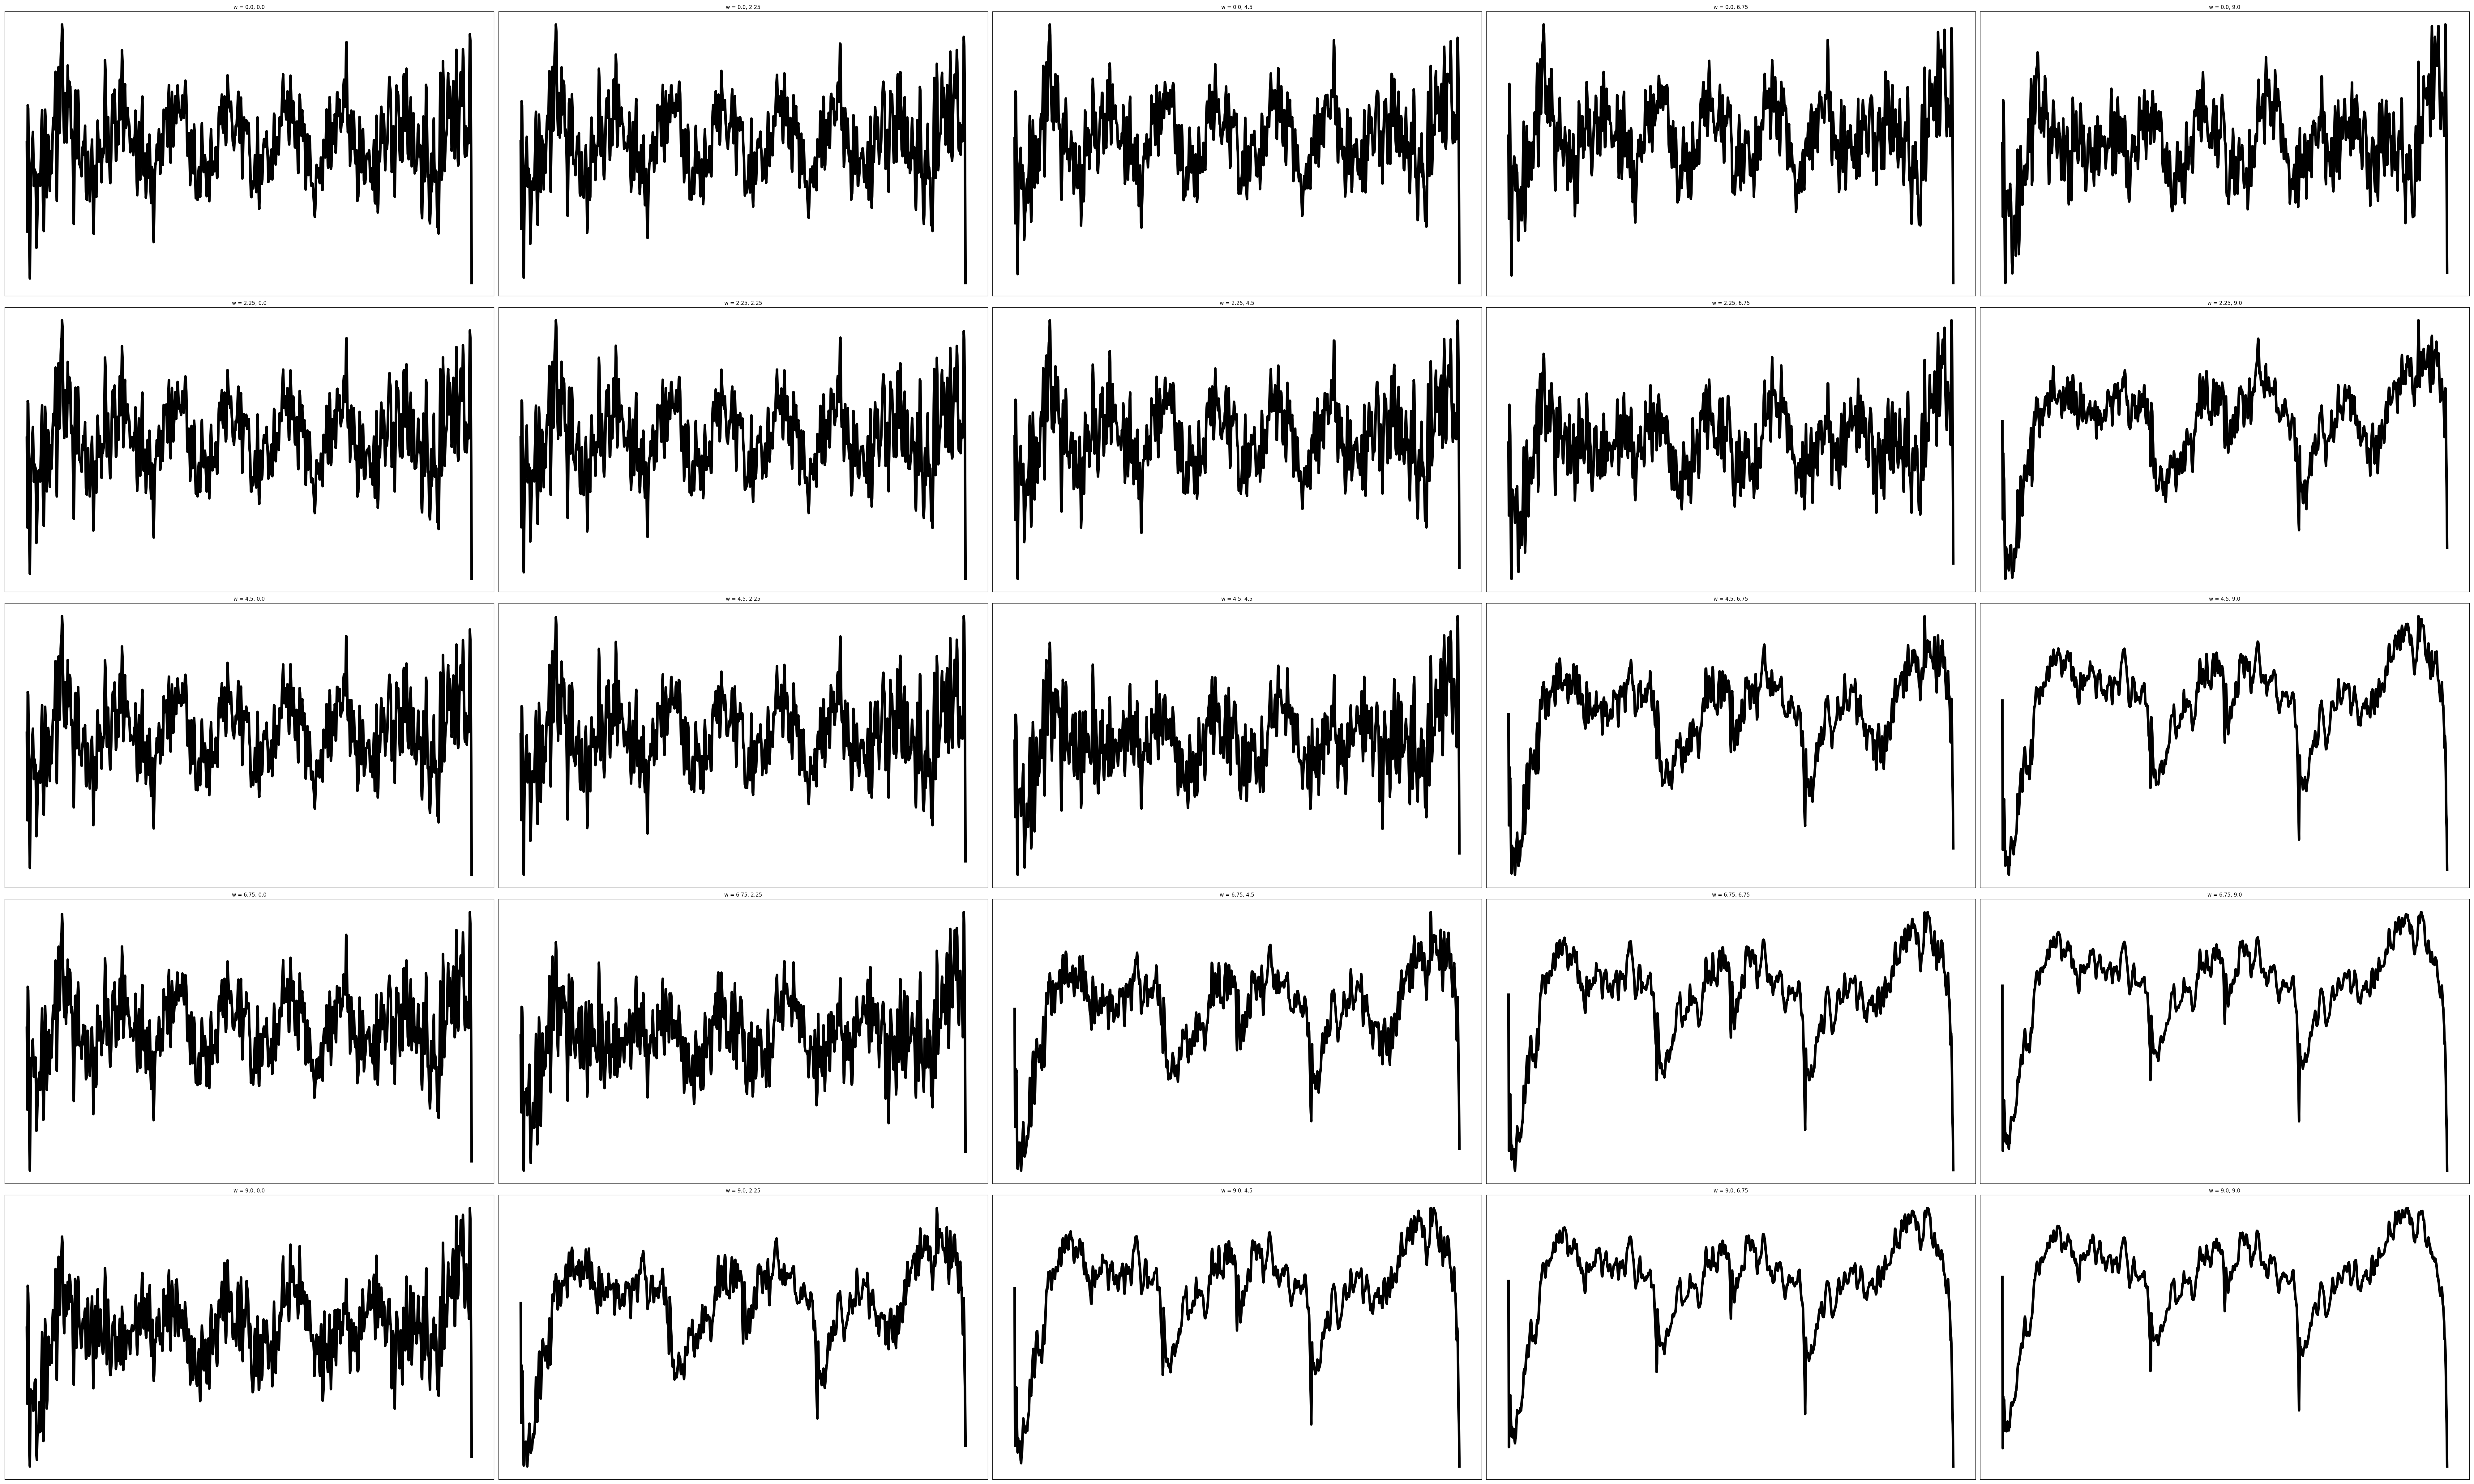 w = 0.0, 0.0
w = 0.0, 2.25
w = 0.0, 4.5
w = 0.0, 6.75
w = 0.0, 9.0
w = 2.25, 0.0
w = 2.25, 2.25
w = 2.25, 4.5
w = 2.25, 6.75
w = 2.25, 9.0
w = 4.5, 0.0
w = 4.5, 2.25
w = 4.5, 4.5
w = 4.5, 6.75
w = 4.5, 9.0
w = 6.75, 0.0
w = 6.75, 2.25
w = 6.75, 4.5
w = 6.75, 6.75
w = 6.75, 9.0
w = 9.0, 0.0
w = 9.0, 2.25
w = 9.0, 4.5
w = 9.0, 6.75
w = 9.0, 9.0